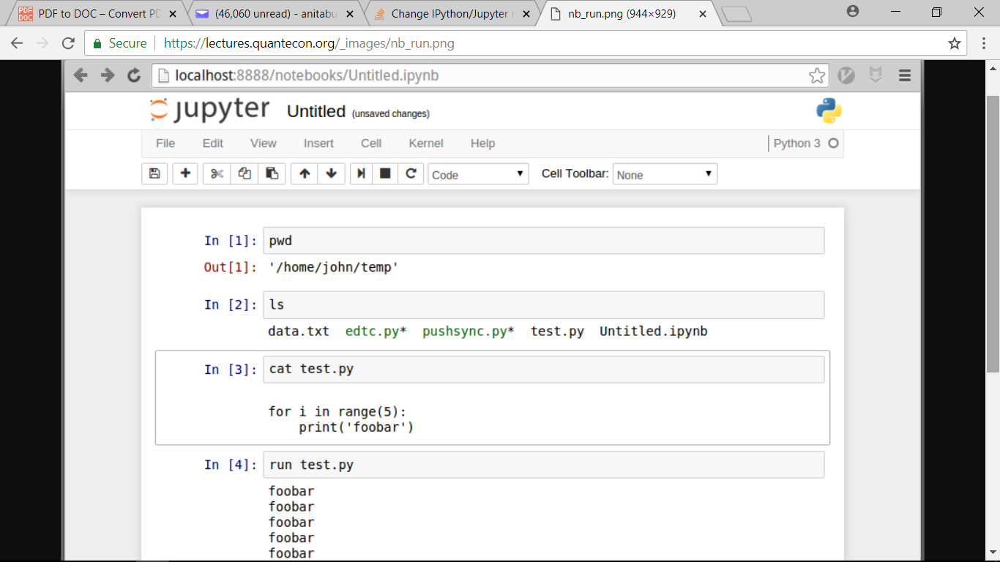 PDF to DOC – Convert PD
(46,060 unread) - anitabu
Change IPython/Jupyter
nb_run.png (944×929)
Secure
https://lectures.quantecon.org/_images/nb_run.png
localhost:8888/notebooks/Untitled.ipynb
jupyter Untitled (unsaved changes)
File Edit View Insert Cell Kernel Help Python 3
Code Cell Toolbar: None
In [1]: pwd
Out[1]: '/home/john/temp'
In [2]: ls
data.txt edtc.py* pushsync.py* test.py Untitled.ipynb
In [3]: cat test.py
for i in range(5):
    print('foobar')
In [4]: run test.py
foobar
foobar
foobar
foobar
foobar